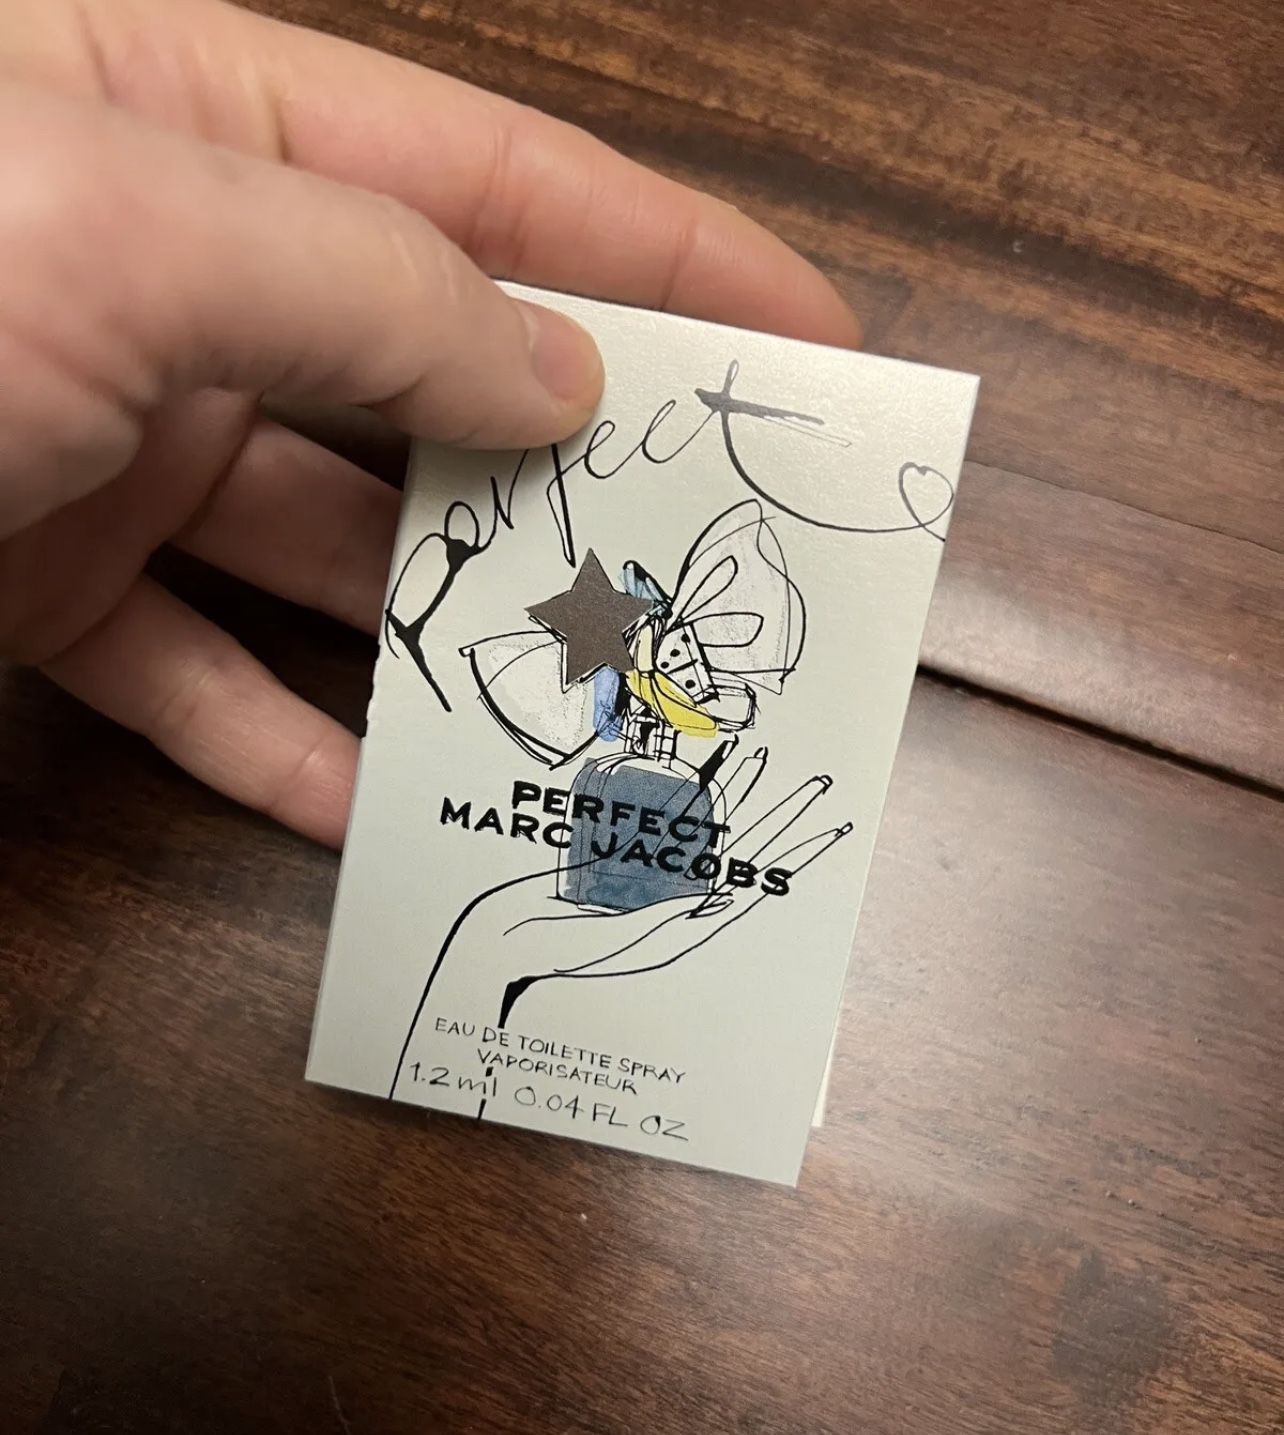 Perfect
PERFECT
MARC JACOBS
EAU DE TOILETTE SPRAY
VAPORISATEUR
1.2 ml 0.04 FL OZ